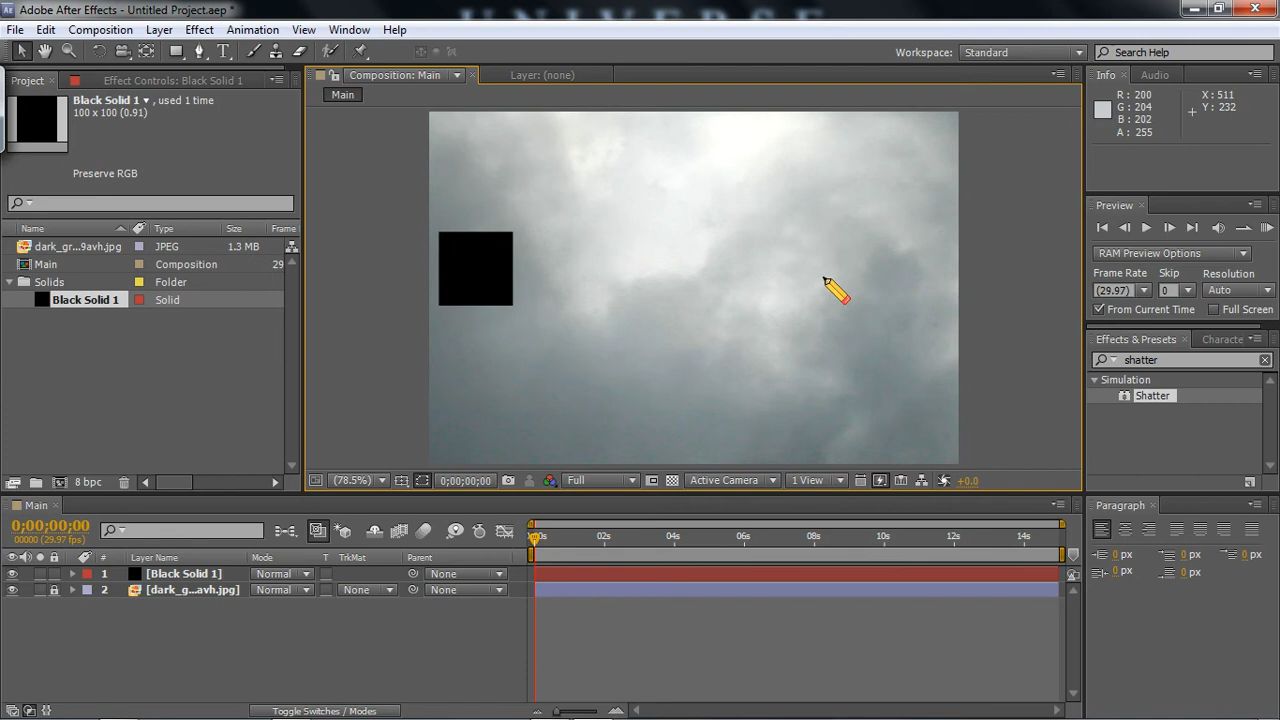 Adobe After Effects - Untitled Project.aep *
UNIVERSE
File Edit Composition Layer Effect Animation View Window Help
Workspace: Standard
Search Help
Project
Effect Controls: Black Solid 1
Composition: Main
Layer: (none)
Info
Audio
Black Solid 1 , used 1 time
100 x 100 (0.91)
Main
R : 200
G : 204
B : 202
A : 255
X : 511
Y : 232
Preserve RGB
Preview
Name Type Size Frame
dark_gr...9avh.jpg JPEG 1.3 MB
Main Composition 29
Solids Folder
Black Solid 1 Solid
RAM Preview Options
Frame Rate Skip Resolution
(29.97) 0 Auto
From Current Time Full Screen
Effects & Presets
Characte
shatter
Simulation
Shatter
8 bpc
(78.5%) 0;00;00;00 Full Active Camera 1 View +0.0
Main
0;00;00;00
00000 (29.97 fps)
02s 04s 06s 08s 10s 12s 14s
# Layer Name Mode T TrkMat Parent
1 [Black Solid 1] Normal None
2 [dark_g...avh.jpg] Normal None None
Toggle Switches / Modes
Paragraph
0 px 0 px 0 px
0 px 0 px